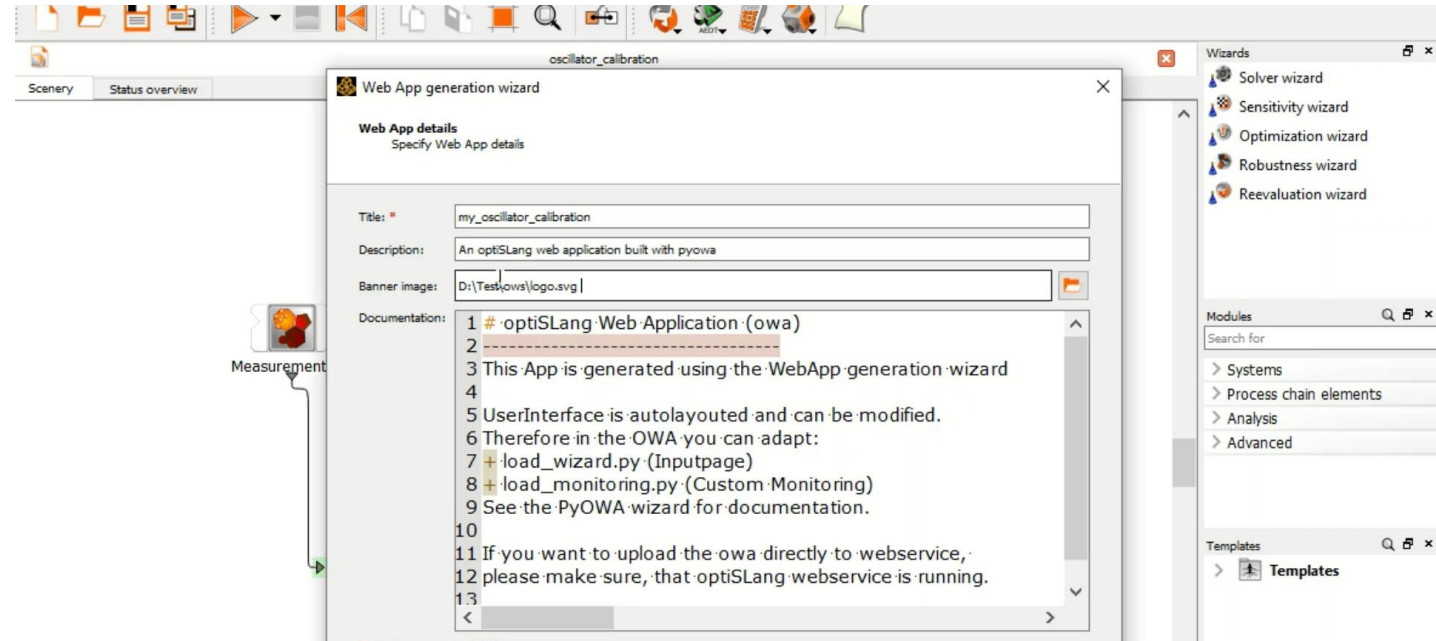 AEDT
oscillator_calibration
Scenery
Status overview
Measurement
Web App generation wizard
Web App details
Specify Web App details
Title: *
my_oscillator_calibration
Description:
An optiSLang web application built with pyowa
Banner image:
D:\Test\ows\logo.svg
Documentation:
1 # optiSLang Web Application (owa)
2 ------------------------------------
3 This App is generated using the WebApp generation wizard
4
5 UserInterface is autolayouted and can be modified.
6 Therefore in the OWA you can adapt:
7 + load_wizard.py (Inputpage)
8 + load_monitoring.py (Custom Monitoring)
9 See the PyOWA wizard for documentation.
10
11 If you want to upload the owa directly to webservice,
12 please make sure, that optiSLang webservice is running.
13
Wizards
Solver wizard
Sensitivity wizard
Optimization wizard
Robustness wizard
Reevaluation wizard
Modules
Search for
Systems
Process chain elements
Analysis
Advanced
Templates
Templates